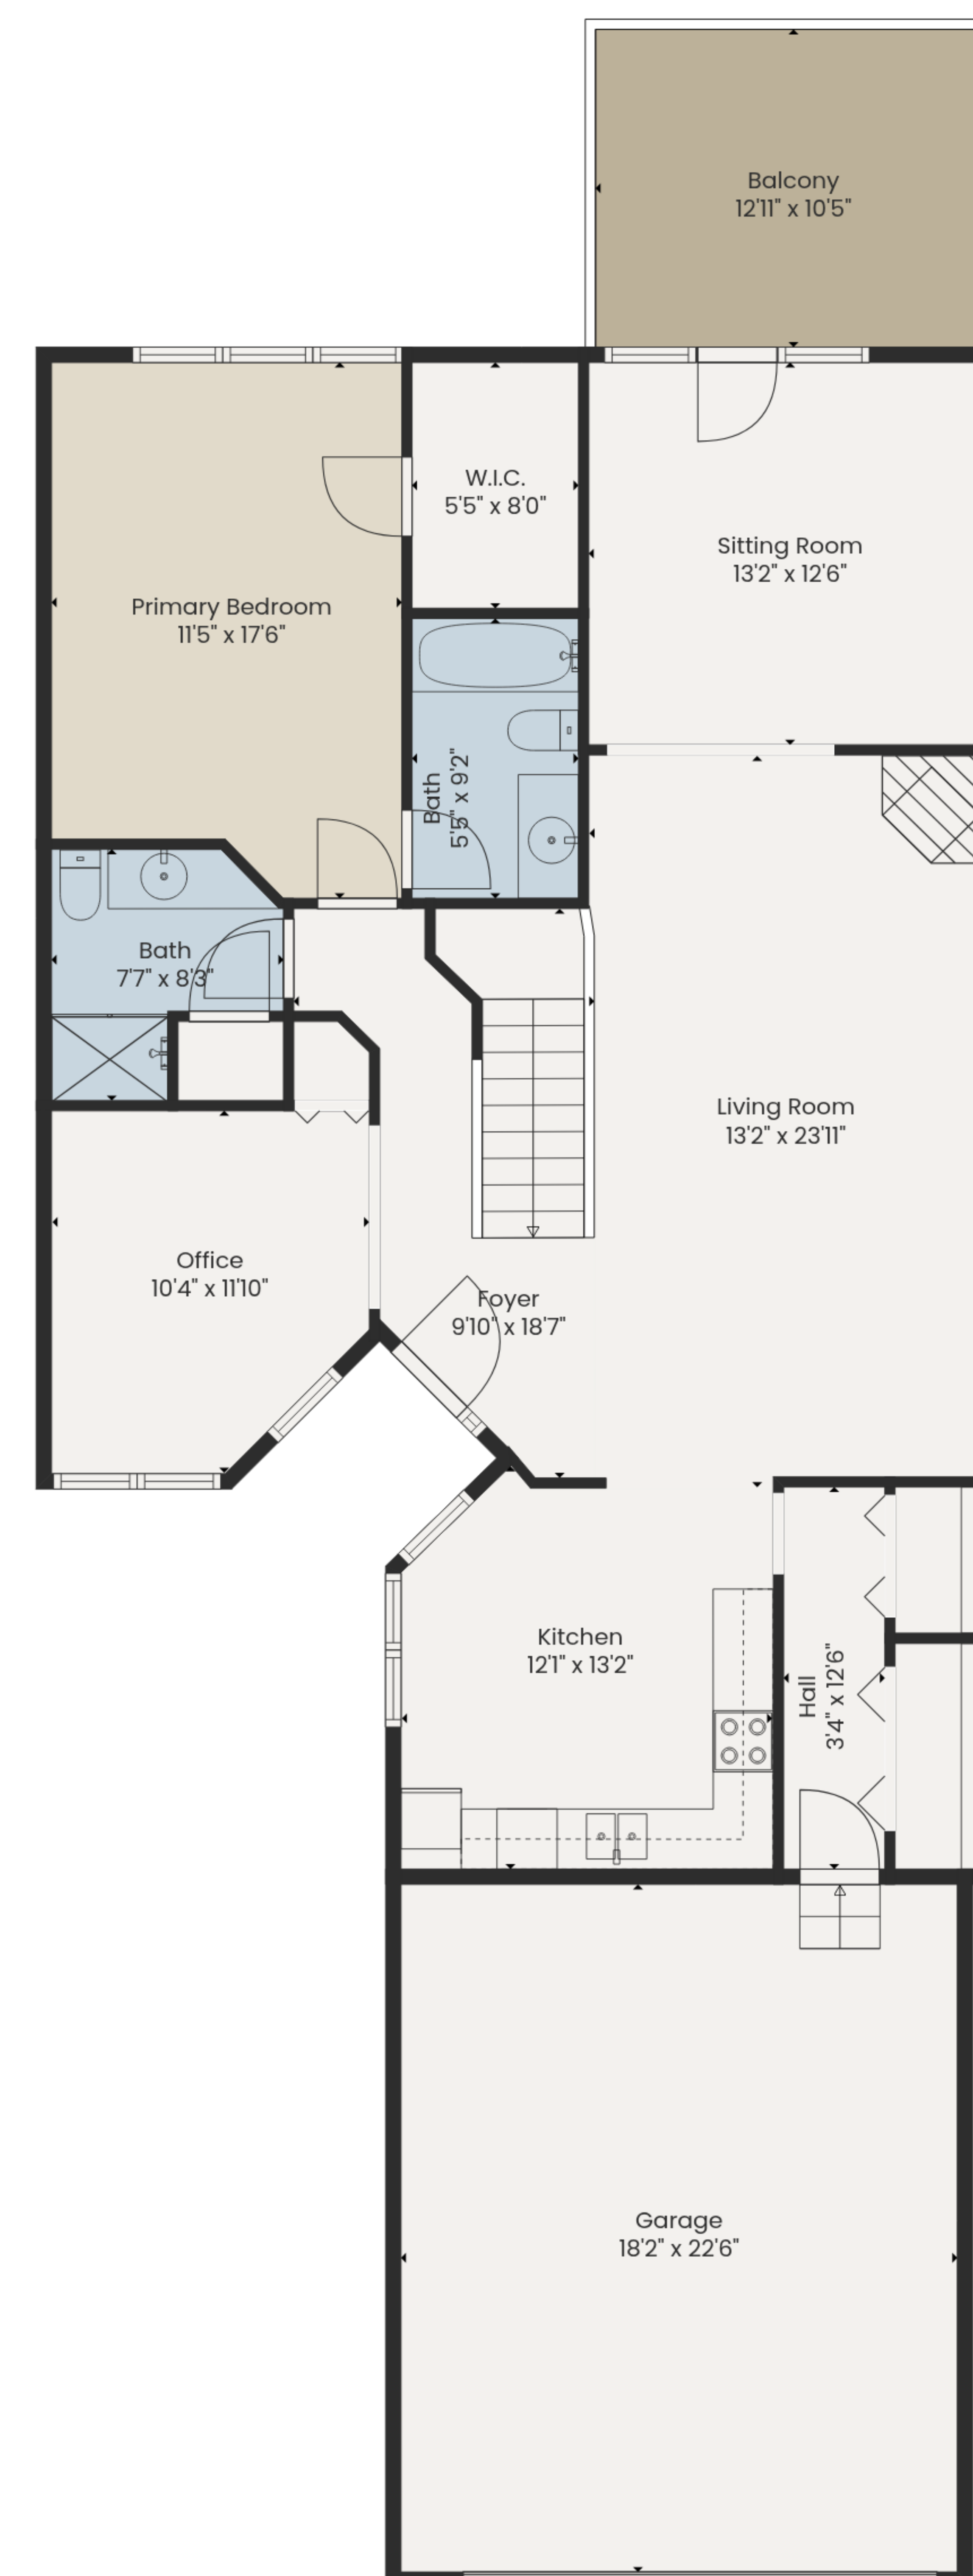 Balcony
12'11" x 10'5"
W.I.C.
5'5" x 8'0"
Sitting Room
13'2" x 12'6"
Primary Bedroom
11'5" x 17'6"
Bath
5'5" x 9'2"
Bath
7'7" x 8'3"
Living Room
13'2" x 23'11"
Office
10'4" x 11'10"
Foyer
9'10" x 18'7"
Kitchen
12'1" x 13'2"
Hall
3'4" x 12'6"
Garage
18'2" x 22'6"